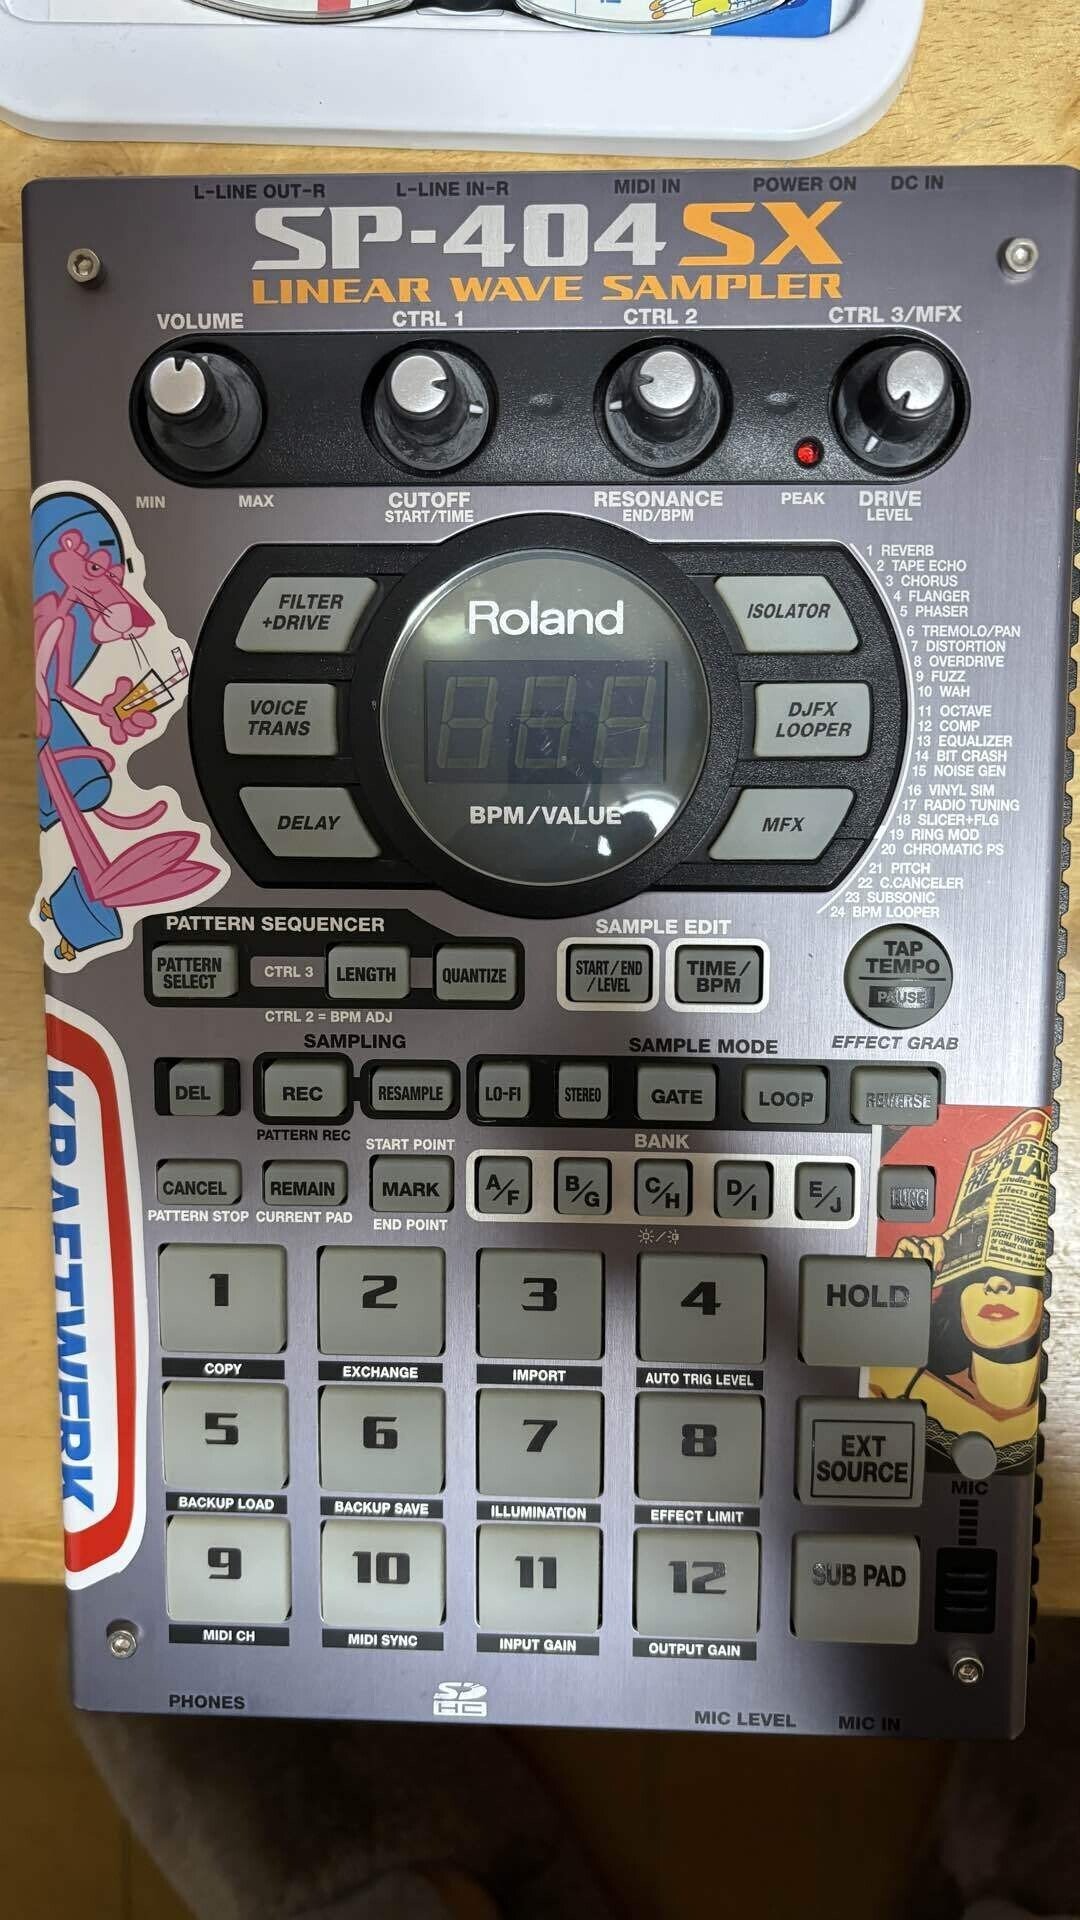 L-LINE OUT-R L-LINE IN-R MIDI IN POWER ON DC IN
SP-404SX
LINEAR WAVE SAMPLER
VOLUME CTRL 1 CTRL 2 CTRL 3/MFX
MIN MAX CUTOFF RESONANCE PEAK DRIVE
START/TIME END/BPM LEVEL
FILTER
+DRIVE
VOICE
TRANS
DELAY
Roland
BPM/VALUE
ISOLATOR
DJFX
LOOPER
MFX
1 REVERB
2 TAPE ECHO
3 CHORUS
4 FLANGER
5 PHASER
6 TREMOLO/PAN
7 DISTORTION
8 OVERDRIVE
9 FUZZ
10 WAH
11 OCTAVE
12 COMP
13 EQUALIZER
14 BIT CRASH
15 NOISE GEN
16 VINYL SIM
17 RADIO TUNING
18 SLICER+FLG
19 RING MOD
20 CHROMATIC PS
21 PITCH
22 C.CANCELER
23 SUBSONIC
24 BPM LOOPER
PATTERN SEQUENCER
PATTERN
SELECT
CTRL 3
LENGTH
QUANTIZE
CTRL 2 = BPM ADJ
SAMPLE EDIT
START/END
/LEVEL
TIME/
BPM
TAP
TEMPO
PAUSE
EFFECT GRAB
SAMPLING
DEL REC RESAMPLE
PATTERN REC
SAMPLE MODE
LO-FI STEREO GATE LOOP REVERSE
CANCEL REMAIN
PATTERN STOP CURRENT PAD
START POINT
MARK
END POINT
BANK
A/F B/G C/H D/I E/J
KRAFTWERK
1 2 3 4 HOLD
COPY EXCHANGE IMPORT AUTO TRIG LEVEL
5 6 7 8
EXT
SOURCE
BACKUP LOAD BACKUP SAVE ILLUMINATION EFFECT LIMIT
MIC
9 10 11 12 SUB PAD
MIDI CH MIDI SYNC INPUT GAIN OUTPUT GAIN
PHONES SD HC MIC LEVEL MIC IN